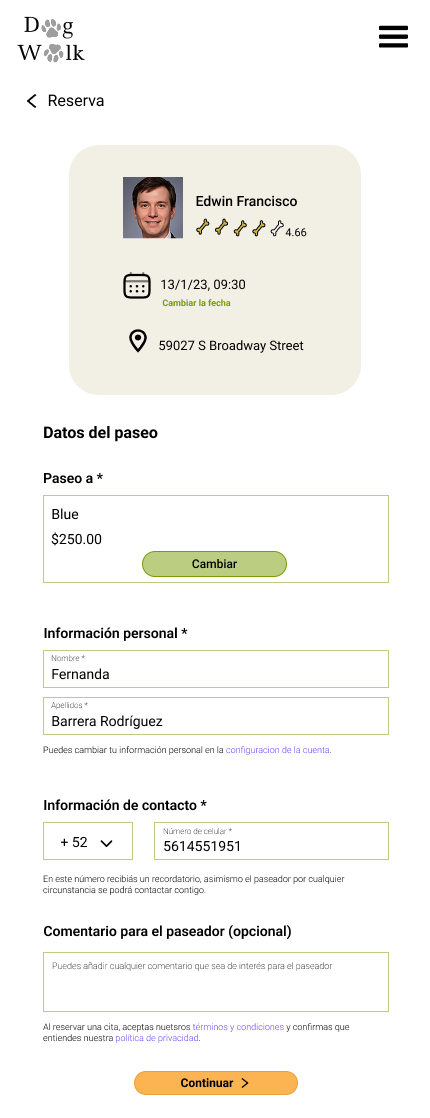 Dog
Walk
Reserva
Edwin Francisco
4.66
13/1/23, 09:30
Cambiar la fecha
59027 S Broadway Street
Datos del paseo
Paseo a *
Blue
$250.00
Cambiar
Información personal *
Nombre *
Fernanda
Apellidos *
Barrera Rodríguez
Puedes cambiar tu información personal en la configuracion de la cuenta.
Información de contacto *
+ 52
Número de celular *
5614551951
En este número recibiás un recordatorio, asimismo el paseador por cualquier
circunstancia se podrá contactar contigo.
Comentario para el paseador (opcional)
Puedes añadir cualquier comentario que sea de interés para el paseador
Al reservar una cita, aceptas nuetsros términos y condiciones y confirmas que
entiendes nuestra política de privacidad.
Continuar